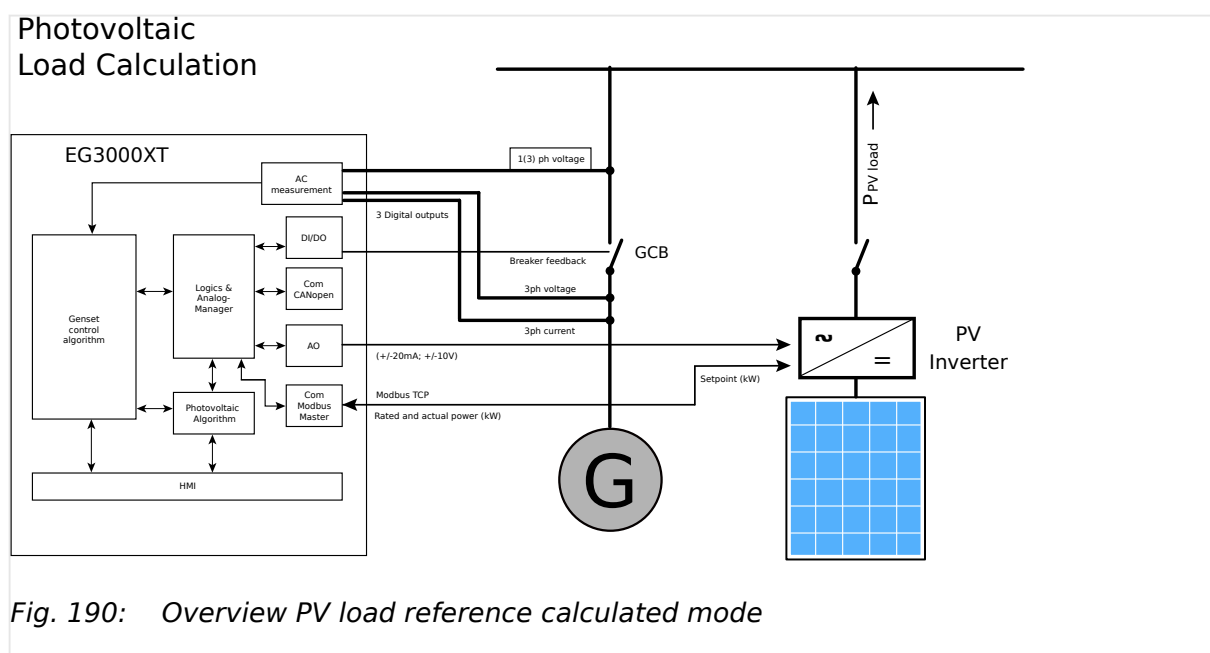 Photovoltaic
Load Calculation
EG3000XT
AC
measurement
1(3) ph voltage
3 Digital outputs
DI/DO
Breaker feedback
GCB
P PV load
Logics &
Analog-
Manager
Com
CANopen
3ph voltage
Genset
control
algorithm
3ph current
AO
(+/-20mA; +/-10V)
~
=
PV
Inverter
Setpoint (kW)
Com
Modbus
Master
Modbus TCP
Rated and actual power (kW)
Photovoltaic
Algorithm
HMI
G
Fig. 190: Overview PV load reference calculated mode